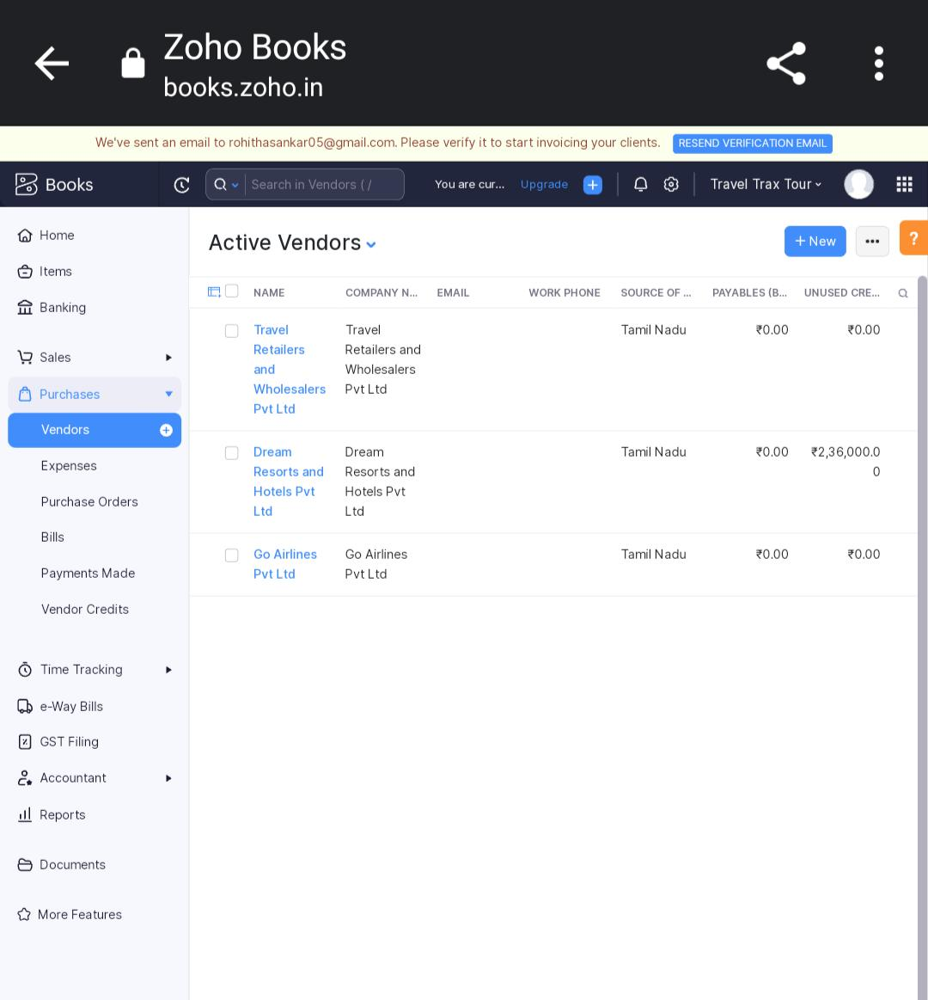 Zoho Books
books.zoho.in
We've sent an email to rohithasankar05@gmail.com. Please verify it to start invoicing your clients. RESEND VERIFICATION EMAIL
Books
Search in Vendors ( /
You are cur...
Upgrade
Travel Trax Tour
Home
Items
Banking
Sales
Purchases
Vendors
Expenses
Purchase Orders
Bills
Payments Made
Vendor Credits
Time Tracking
e-Way Bills
GST Filing
Accountant
Reports
Documents
More Features
Active Vendors
+ New
...
?
NAME COMPANY N... EMAIL WORK PHONE SOURCE OF ... PAYABLES (B... UNUSED CRE...
Travel
Retailers
and
Wholesalers
Pvt Ltd
Travel
Retailers and
Wholesalers
Pvt Ltd
Tamil Nadu
₹0.00
₹0.00
Dream
Resorts and
Hotels Pvt
Ltd
Dream
Resorts and
Hotels Pvt
Ltd
Tamil Nadu
₹0.00
₹2,36,000.0
0
Go Airlines
Pvt Ltd
Go Airlines
Pvt Ltd
Tamil Nadu
₹0.00
₹0.00